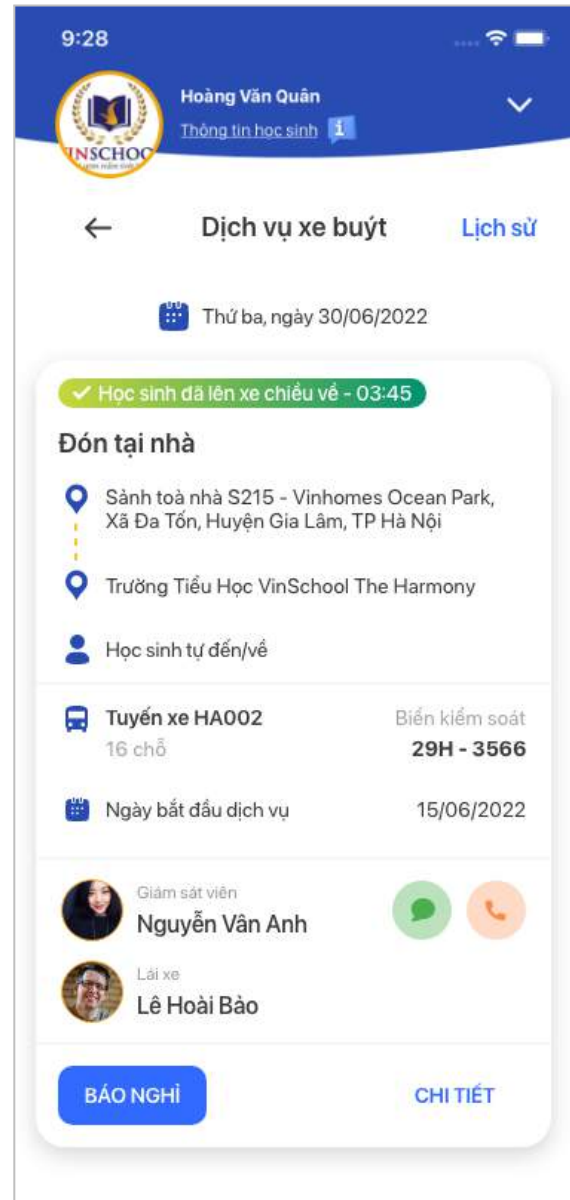 9:28
Hoàng Văn Quân
Thông tin học sinh
INSCHOO
Dịch vụ xe buýt
Lịch sử
Thứ ba, ngày 30/06/2022
Học sinh đã lên xe chiều về - 03:45
Đón tại nhà
Sảnh toà nhà S215 - Vinhomes Ocean Park,
Xã Đa Tốn, Huyện Gia Lâm, TP Hà Nội
Trường Tiểu Học VinSchool The Harmony
Học sinh tự đến/về
Tuyến xe HA002
Biển kiểm soát
16 chỗ
29H - 3566
Ngày bắt đầu dịch vụ
15/06/2022
Giám sát viên
Nguyễn Vân Anh
Lái xe
Lê Hoài Bảo
BÁO NGHỈ
CHI TIẾT